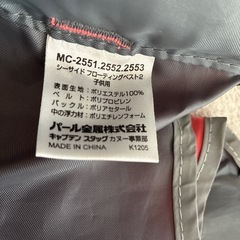 MC-2551.2552.2553
シーサイド フローティングベスト2
子供用
表面生地：ポリエステル100%
ベルト：ポリプロピレン
バックル：ポリアセタール
中の浮力材：ポリエチレンフォーム
パール金属株式会社
キャプテン スタッグ カヌー事業部
MADE IN CHINA. K1205